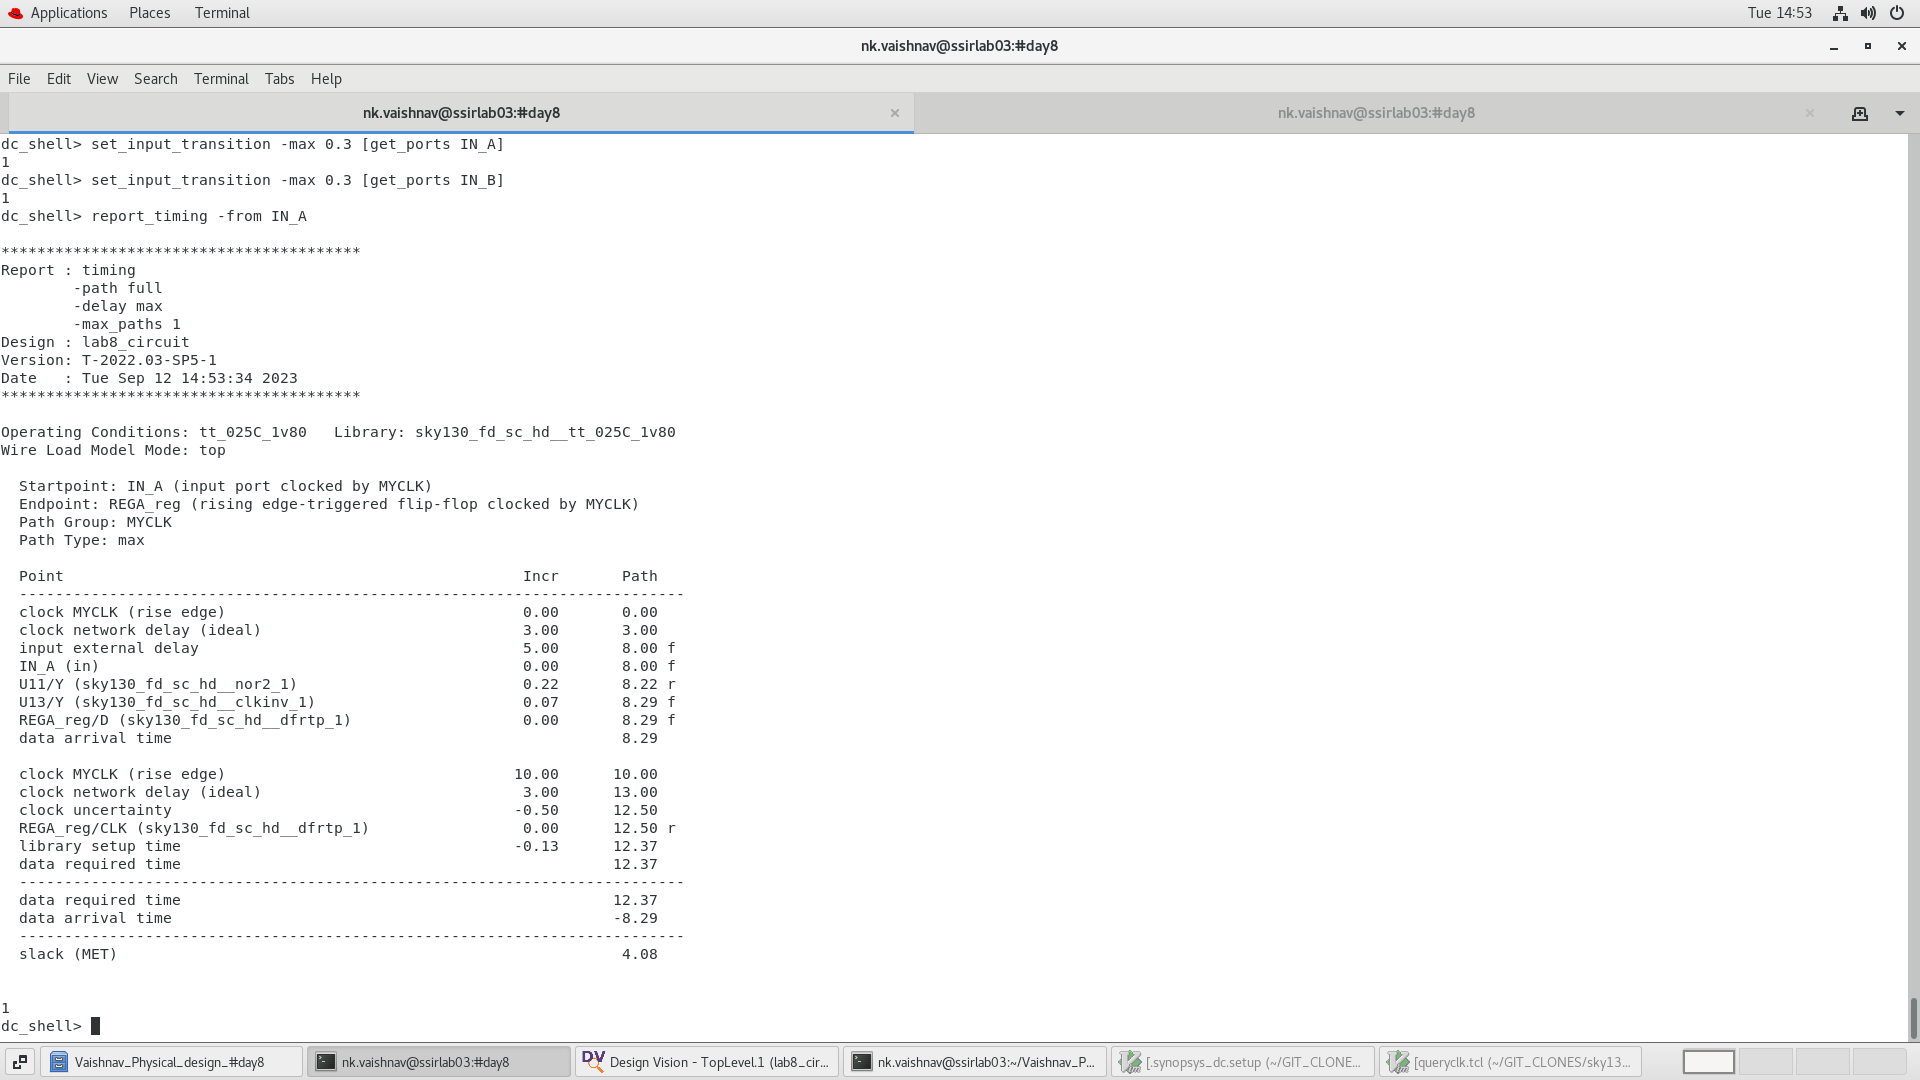 Applications Places Terminal Tue 14:53
nk.vaishnav@ssirlab03:#day8
File Edit View Search Terminal Tabs Help
nk.vaishnav@ssirlab03:#day8 × nk.vaishnav@ssirlab03:#day8 ×
dc_shell> set_input_transition -max 0.3 [get_ports IN_A]
1
dc_shell> set_input_transition -max 0.3 [get_ports IN_B]
1
dc_shell> report_timing -from IN_A
****************************************
Report : timing
-path full
-delay max
-max_paths 1
Design : lab8_circuit
Version: T-2022.03-SP5-1
Date : Tue Sep 12 14:53:34 2023
****************************************
Operating Conditions: tt_025C_1v80 Library: sky130_fd_sc_hd__tt_025C_1v80
Wire Load Model Mode: top
Startpoint: IN_A (input port clocked by MYCLK)
Endpoint: REGA_reg (rising edge-triggered flip-flop clocked by MYCLK)
Path Group: MYCLK
Path Type: max
Point Incr Path
--------------------------------------------------------------------------
clock MYCLK (rise edge) 0.00 0.00
clock network delay (ideal) 3.00 3.00
input external delay 5.00 8.00 f
IN_A (in) 0.00 8.00 f
U11/Y (sky130_fd_sc_hd__nor2_1) 0.22 8.22 r
U13/Y (sky130_fd_sc_hd__clkinv_1) 0.07 8.29 f
REGA_reg/D (sky130_fd_sc_hd__dfrtp_1) 0.00 8.29 f
data arrival time 8.29
clock MYCLK (rise edge) 10.00 10.00
clock network delay (ideal) 3.00 13.00
clock uncertainty -0.50 12.50
REGA_reg/CLK (sky130_fd_sc_hd__dfrtp_1) 0.00 12.50 r
library setup time -0.13 12.37
data required time 12.37
--------------------------------------------------------------------------
data required time 12.37
data arrival time -8.29
--------------------------------------------------------------------------
slack (MET) 4.08
1
dc_shell>
Vaishnav_Physical_design_#day8 nk.vaishnav@ssirlab03:#day8 DV Design Vision - TopLevel.1 (lab8_cir... nk.vaishnav@ssirlab03:~/Vaishnav_P... [.synopsys_dc.setup (~/GIT_CLONE... [queryclk.tcl (~/GIT_CLONES/sky13...